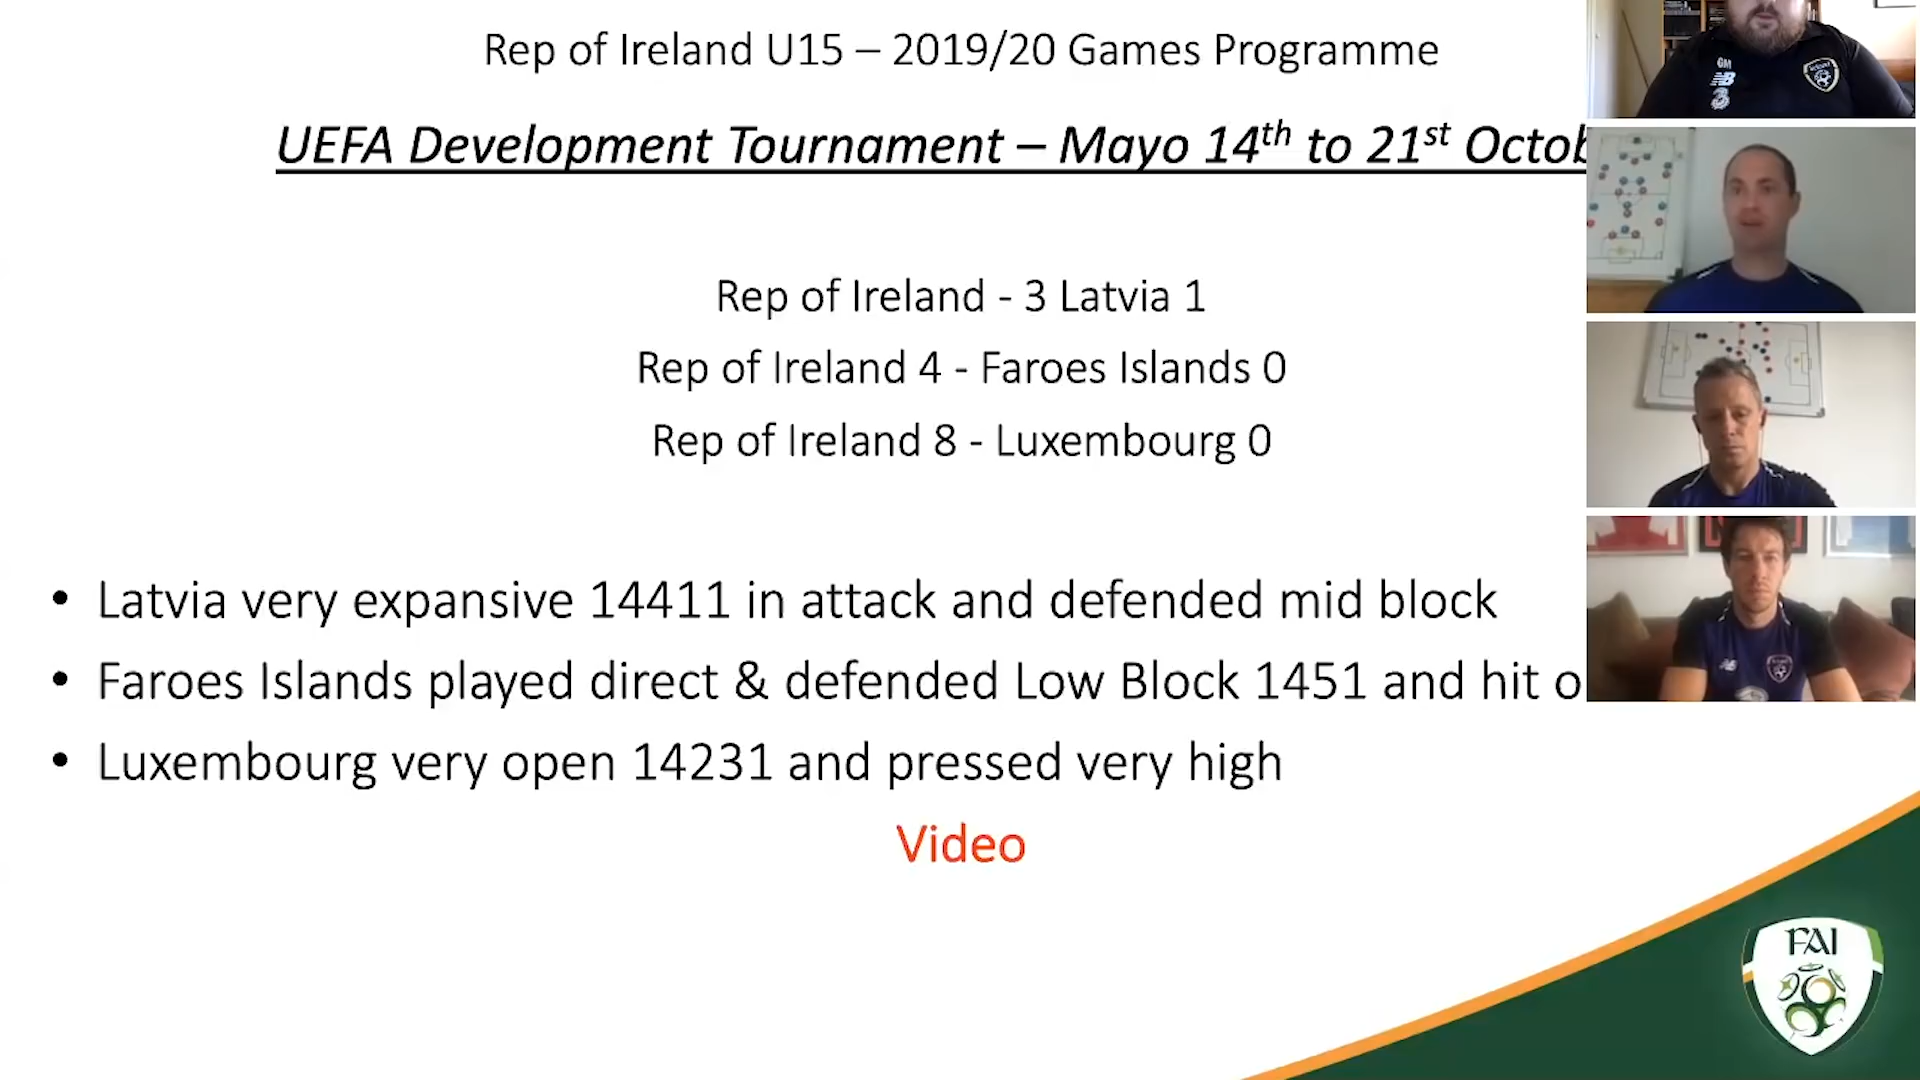 Rep of Ireland U15 – 2019/20 Games Programme
UEFA Development Tournament – Mayo 14th to 21st Octob
Rep of Ireland - 3 Latvia 1
Rep of Ireland 4 - Faroes Islands 0
Rep of Ireland 8 - Luxembourg 0
• Latvia very expansive 14411 in attack and defended mid block
• Faroes Islands played direct & defended Low Block 1451 and hit o
• Luxembourg very open 14231 and pressed very high
Video
GM
NB
3
FAI